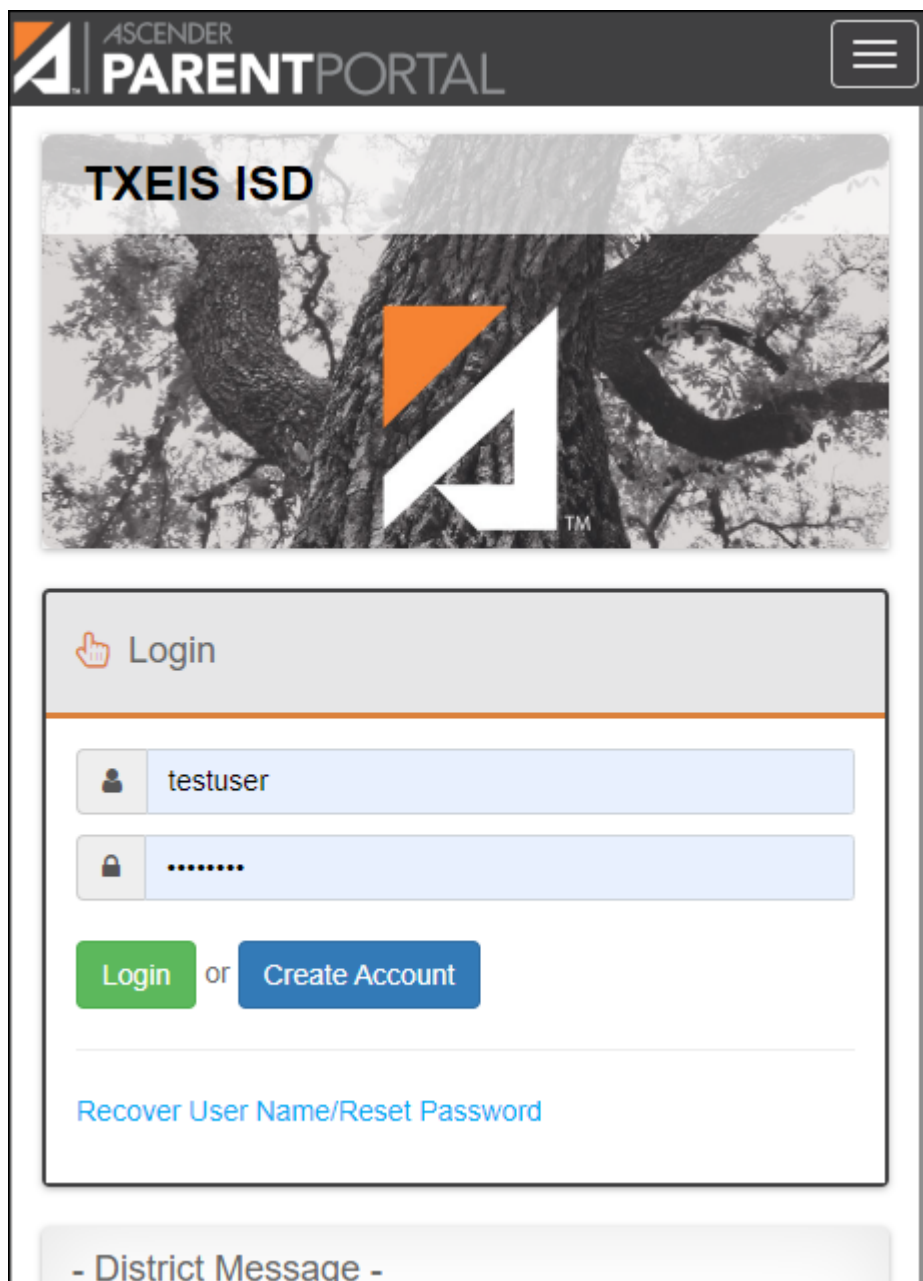 ASCENDER
PARENTPORTAL
TXEIS ISD
TM
Login
testuser
••••••••
Login or Create Account
Recover User Name/Reset Password
- District Message -